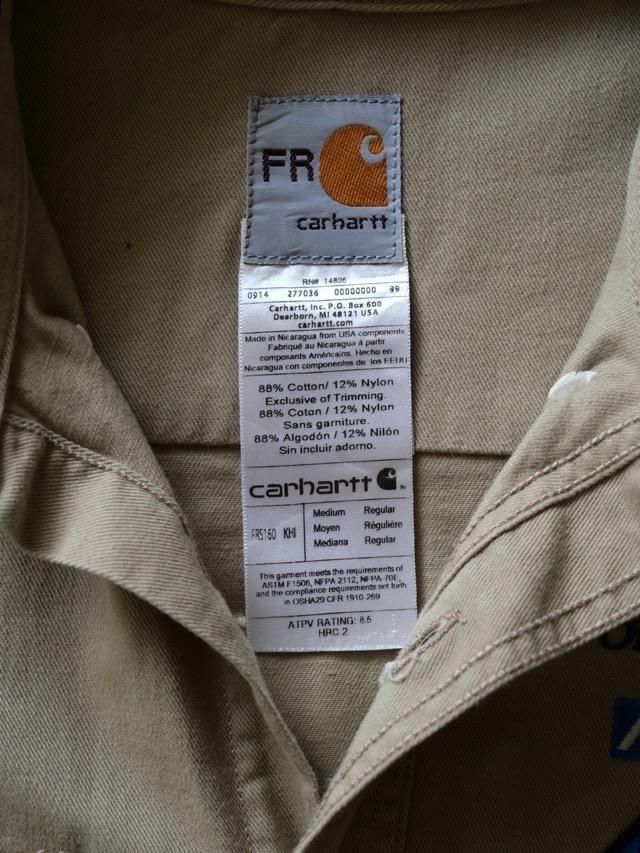 FR
carhartt
RN# 14806
0914 277036 00000000 99
Carhartt, Inc. P.O. Box 600
Dearborn, MI 48121 USA
carhartt.com
Made in Nicaragua from USA components
Fabriqué au Nicaragua à partir
composants Américains, Hecho en
Nicaragua con componentes de los EEUU
88% Cotton/ 12% Nylon
Exclusive of Trimming.
88% Coton / 12% Nylon
Sans garniture.
88% Algodón / 12% Nilón
Sin incluir adorno.
carhartt
FRS160 KHI
Medium Regular
Moyen Régulière
Mediana Regular
This garment meets the requirements of
ASTM F1506, NFPA 2112, NFPA 70E,
and the compliance requirements set forth
in OSHA29 CFR 1910-269
ATPV RATING: 8.6
HRC 2